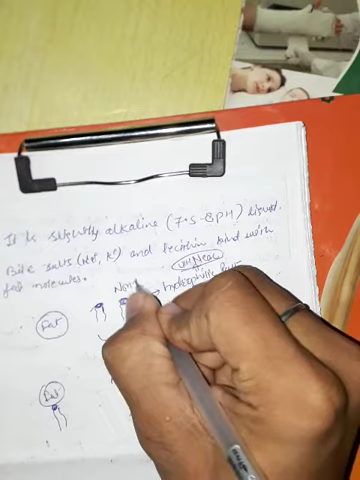 It is slightly alkaline (7.5-8 PH) liquid.
Bile salts (Na⁺, K⁺) and lecithin bind with
fat molecules.
hydrophilic
Non
Fat
Fat